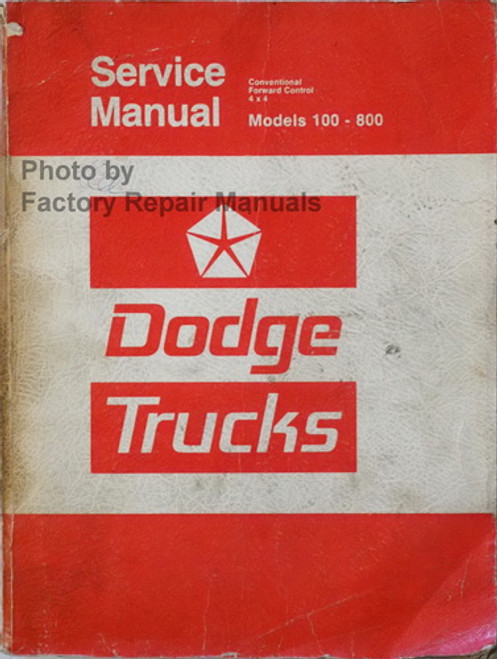 Service
Manual
Conventional
Forward Control
4 x 4
Models 100 - 800
Photo by
Factory Repair Manuals
Dodge
Trucks